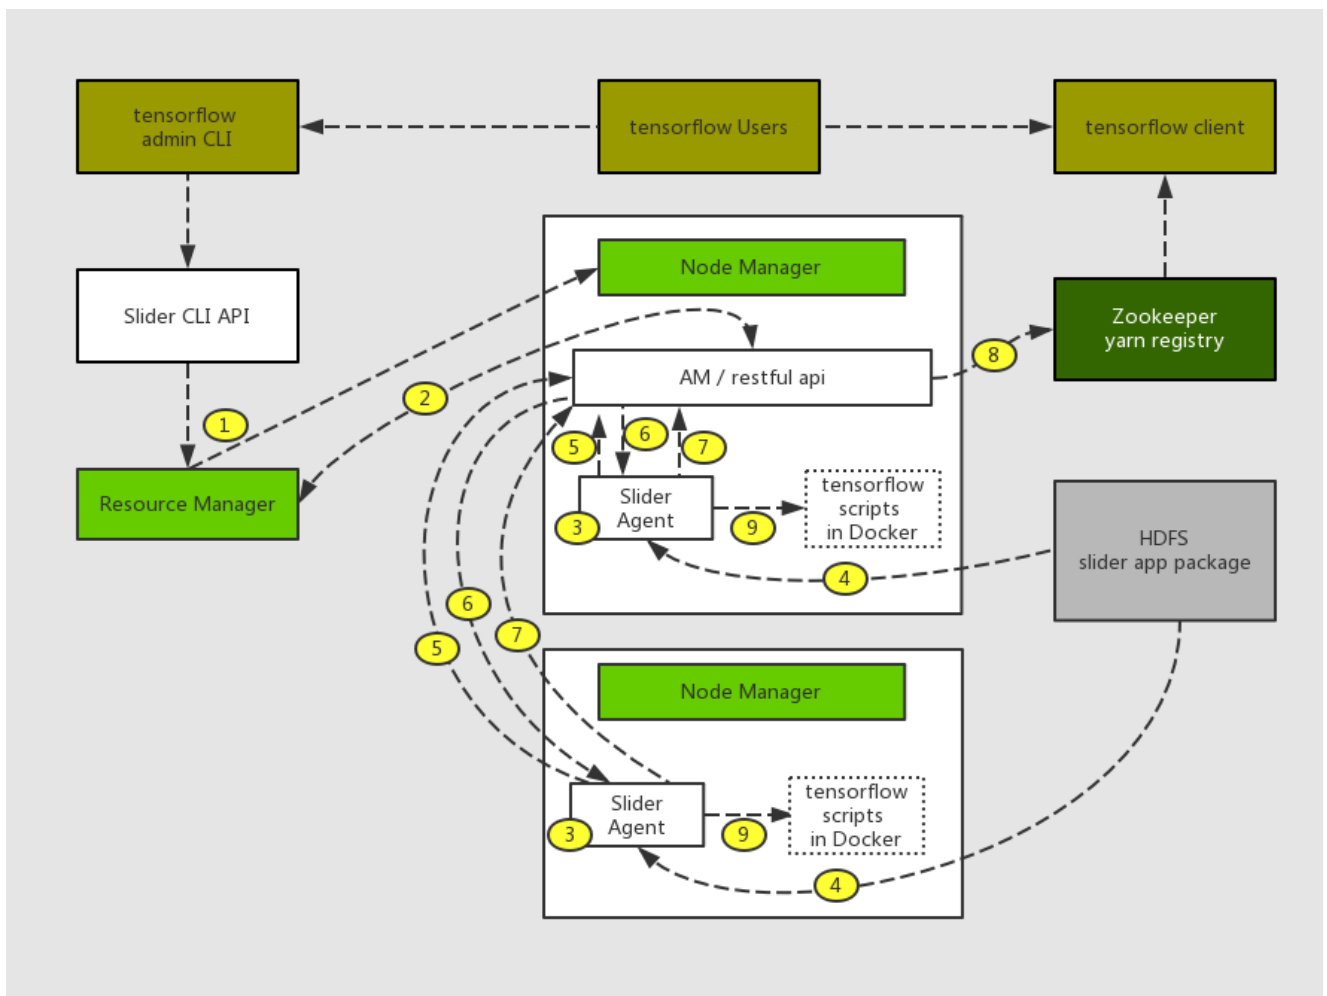 tensorflow
admin CLI
tensorflow Users
tensorflow client
Slider CLI API
Node Manager
Zookeeper
yarn registry
AM / restful api
8
2
1
5
6
7
Resource Manager
Slider
Agent
3
9
tensorflow
scripts
in Docker
4
HDFS
slider app package
6
5
7
Node Manager
Slider
Agent
3
9
tensorflow
scripts
in Docker
4